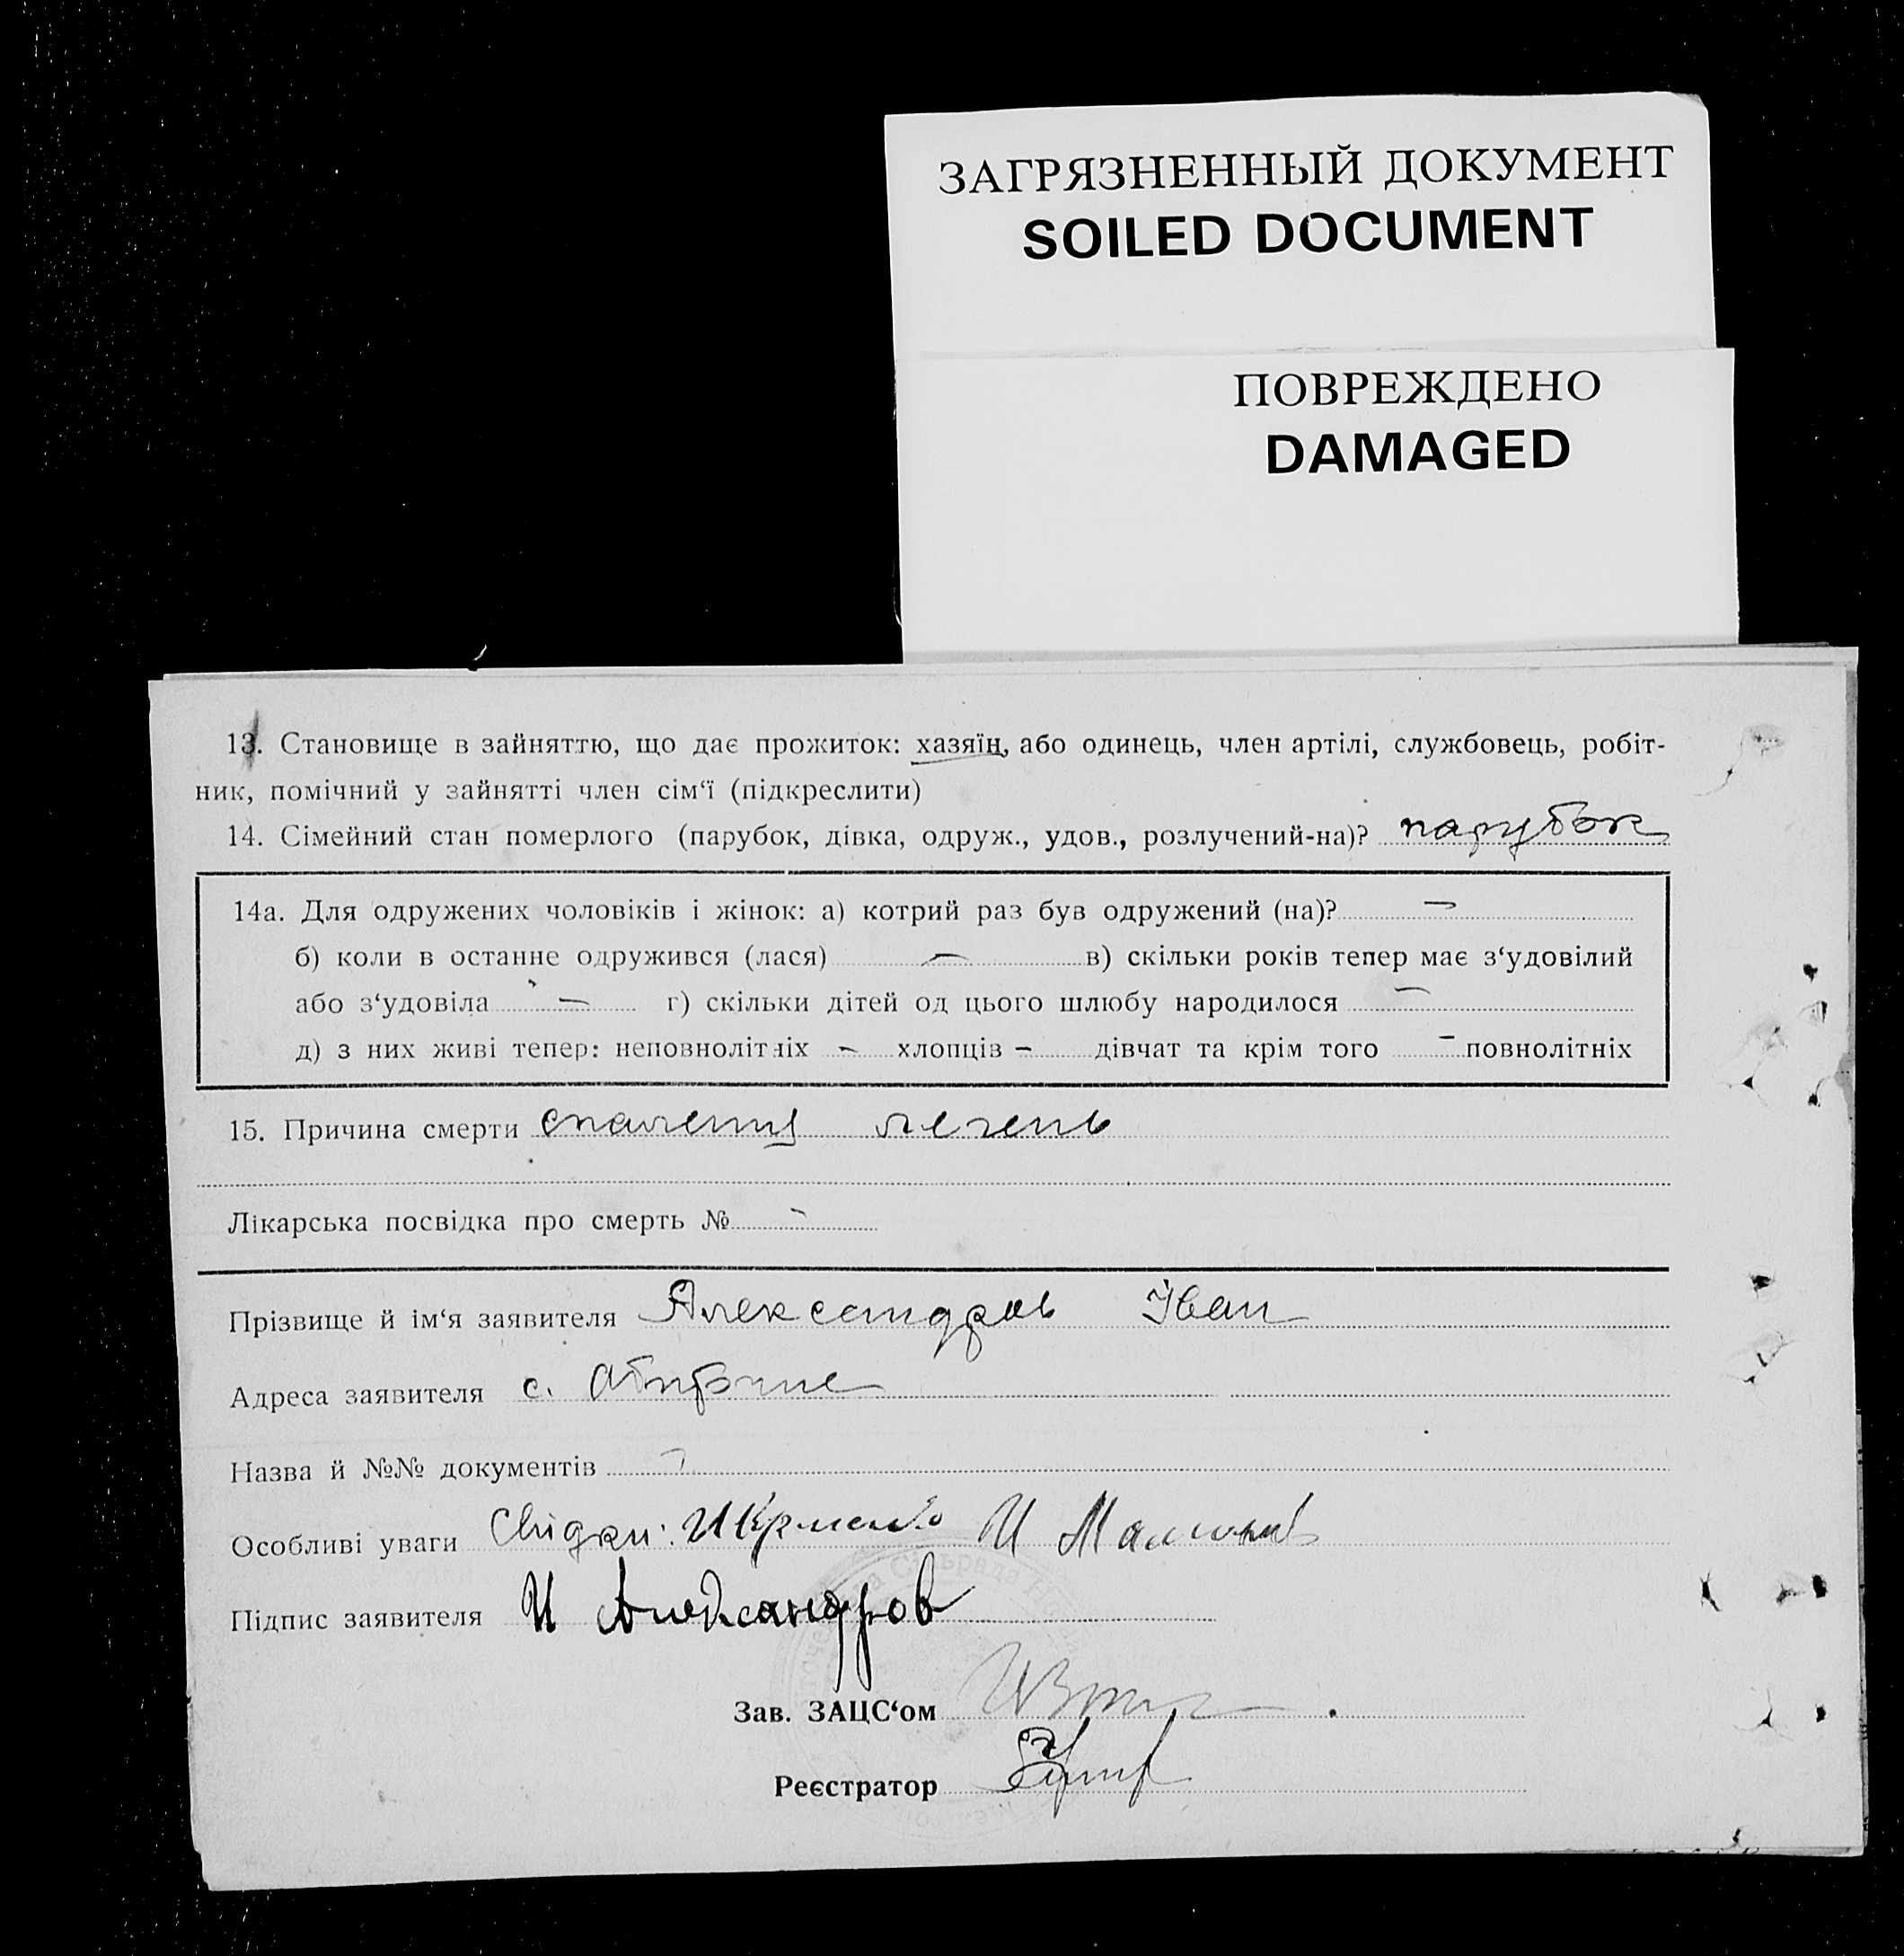 ЗАГРЯЗНЕННЫЙ ДОКУМЕНТ
SOILED DOCUMENT
ПОВРЕЖДЕНО
DAMAGED
13. Становище в зайняттю, що дає прожиток: хазяїн, або одинець, член артілі, службовець, робіт-
ник, помічний у зайнятті член сім‘ї (підкреслити)
14. Сімейний стан померлого (парубок, дівка, одруж., удов., розлучений-на)? парубок
14а. Для одружених чоловіків і жінок: а) котрий раз був одружений (на)? —
б) коли в останнє одружився (лася) — в) скільки років тепер має з‘удовілий
або з‘удовіла — г) скільки дітей од цього шлюбу народилося —
д) з них живі тепер: неповнолітніх – хлопців – дівчат та крім того – повнолітніх
15. Причина смерти спалення легень
Лікарська посвідка про смерть № -
Прізвище й ім‘я заявителя Александров Іван
Адреса заявителя с.
Назва й №№ документів -
Особливі уваги Свідки: И
Підпис заявителя И Александров
Зав. ЗАЦС‘ом
Реєстратор